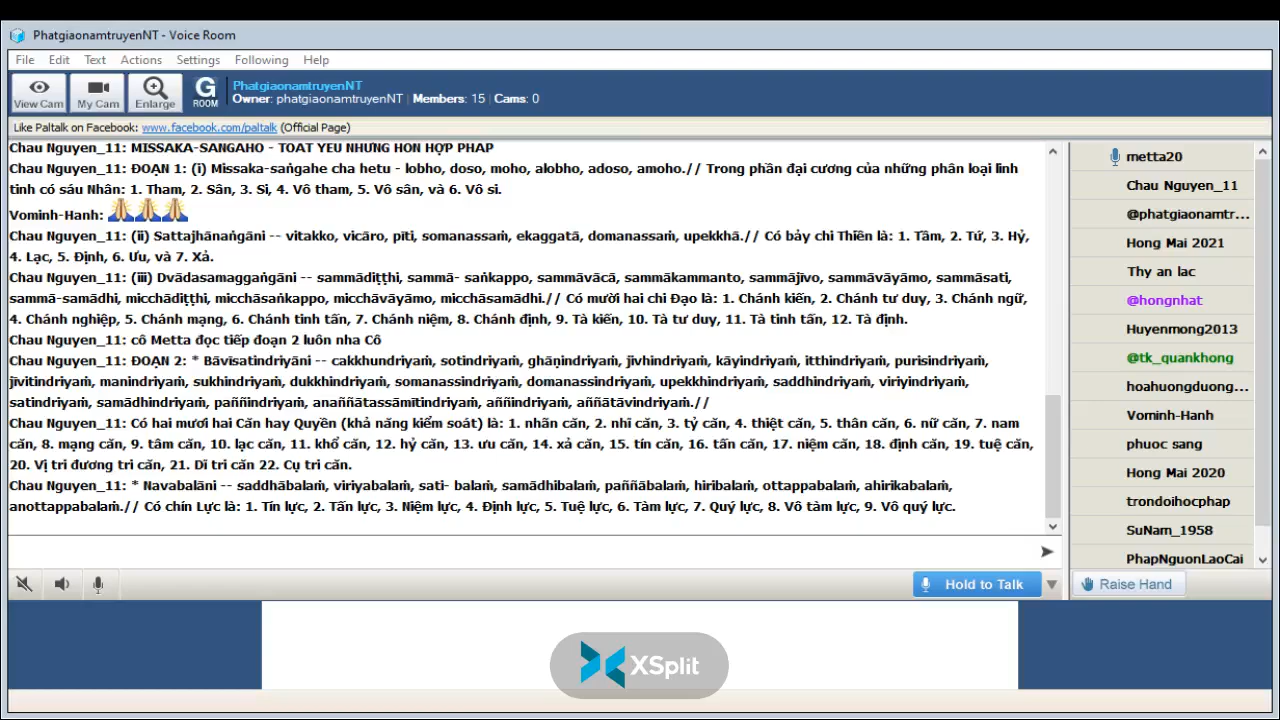 PhatgiaonamtruyenNT - Voice Room
File Edit Text Actions Settings Following Help
View Cam My Cam Enlarge G ROOM
PhatgiaonamtruyenNT
Owner: phatgiaonamtruyenNT | Members: 15 | Cams: 0
Like Paltalk on Facebook: www.facebook.com/paltalk (Official Page)
Chau Nguyen_11: MISSAKA-SAṄGAHO - TOÁT YẾU NHỮNG HỖN HỢP PHÁP
Chau Nguyen_11: ĐOẠN 1: (i) Missaka-saṅgahe cha hetu - lobho, doso, moho, alobho, adoso, amoho.// Trong phần đại cương của những phân loại linh
tinh có sáu Nhân: 1. Tham, 2. Sân, 3. Si, 4. Vô tham, 5. Vô sân, và 6. Vô si.
Vominh-Hanh: 🙏🙏🙏
Chau Nguyen_11: (ii) Sattajhānaṅgāni -- vitakko, vicāro, pīti, somanassaṁ, ekaggatā, domanassaṁ, upekkhā.// Có bảy chi Thiền là: 1. Tầm, 2. Tứ, 3. Hỷ,
4. Lạc, 5. Định, 6. Ưu, và 7. Xả.
Chau Nguyen_11: (iii) Dvādasamaggaṅgāni -- sammādiṭṭhi, sammā- saṅkappo, sammāvācā, sammākammanto, sammājīvo, sammāvāyāmo, sammāsati,
sammā-samādhi, micchādiṭṭhi, micchāsaṅkappo, micchāvāyāmo, micchāsamādhi.// Có mười hai chi Đạo là: 1. Chánh kiến, 2. Chánh tư duy, 3. Chánh ngữ,
4. Chánh nghiệp, 5. Chánh mạng, 6. Chánh tinh tấn, 7. Chánh niệm, 8. Chánh định, 9. Tà kiến, 10. Tà tư duy, 11. Tà tinh tấn, 12. Tà định.
Chau Nguyen_11: cô Metta đọc tiếp đoạn 2 luôn nha Cô
Chau Nguyen_11: ĐOẠN 2: * Bāvīsatindriyāni -- cakkhundriyaṁ, sotindriyaṁ, ghānindriyaṁ, jivhindriyaṁ, kāyindriyaṁ, itthindriyaṁ, purisindriyaṁ,
jīvitindriyaṁ, manindriyaṁ, sukhindriyaṁ, dukkhindriyaṁ, somanassindriyaṁ, domanassindriyaṁ, upekkhindriyaṁ, saddhindriyaṁ, viriyindriyaṁ,
satindriyaṁ, samādhindriyaṁ, paññindriyaṁ, anaññātassāmītindriyaṁ, aññindriyaṁ, aññātāvindriyaṁ.//
Chau Nguyen_11: Có hai mươi hai Căn hay Quyền (khả năng kiểm soát) là: 1. nhãn căn, 2. nhĩ căn, 3. tỷ căn, 4. thiệt căn, 5. thân căn, 6. nữ căn, 7. nam
căn, 8. mạng căn, 9. tâm căn, 10. lạc căn, 11. khổ căn, 12. hỷ căn, 13. ưu căn, 14. xả căn, 15. tín căn, 16. tấn căn, 17. niệm căn, 18. định căn, 19. tuệ căn,
20. Vị tri đương tri căn, 21. Dĩ tri căn 22. Cụ tri căn.
Chau Nguyen_11: * Navabalāni -- saddhābalaṁ, viriyabalaṁ, sati- balaṁ, samādhibalaṁ, paññābalaṁ, hiribalaṁ, ottappabalaṁ, ahirikabalaṁ,
anottappabalaṁ.// Có chín Lực là: 1. Tín lực, 2. Tấn lực, 3. Niệm lực, 4. Định lực, 5. Tuệ lực, 6. Tàm lực, 7. Quý lực, 8. Vô tàm lực, 9. Vô quý lực.
metta20
Chau Nguyen_11
@phatgiaonamtr...
Hong Mai 2021
Thy an lac
@hongnhat
Huyenmong2013
@tk_quankhong
hoahuongduong...
Vominh-Hanh
phuoc sang
Hong Mai 2020
trondoihocphap
SuNam_1958
PhapNguonLaoCai
Hold to Talk
Raise Hand
XSplit